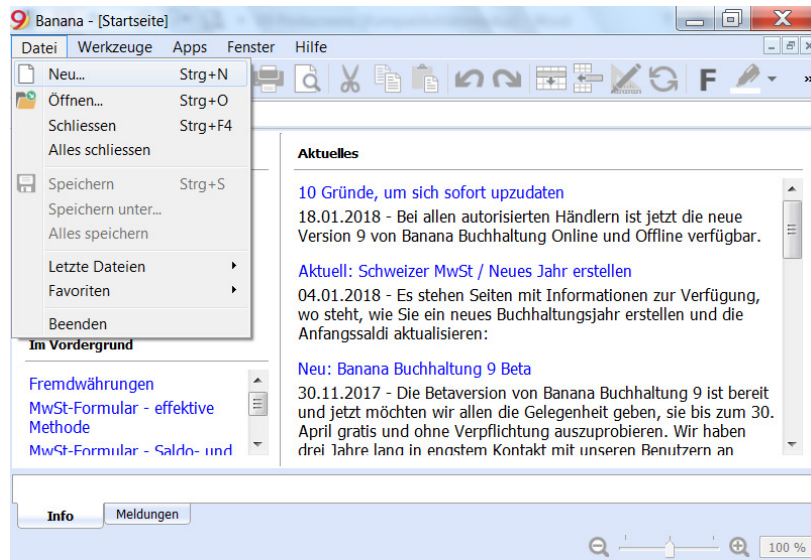 Banana - [Startseite]
Datei Werkzeuge Apps Fenster Hilfe
Neu... Strg+N
Öffnen... Strg+O
Schliessen Strg+F4
Alles schliessen
Speichern Strg+S
Speichern unter...
Alles speichern
Letzte Dateien
Favoriten
Beenden
Im Vordergrund
Fremdwährungen
MwSt-Formular - effektive
Methode
MwSt-Formular - Saldo- und
Aktuelles
10 Gründe, um sich sofort upzudaten
18.01.2018 - Bei allen autorisierten Händlern ist jetzt die neue
Version 9 von Banana Buchhaltung Online und Offline verfügbar.
Aktuell: Schweizer MwSt / Neues Jahr erstellen
04.01.2018 - Es stehen Seiten mit Informationen zur Verfügung,
wo steht, wie Sie ein neues Buchhaltungsjahr erstellen und die
Anfangssaldi aktualisieren:
Neu: Banana Buchhaltung 9 Beta
30.11.2017 - Die Betaversion von Banana Buchhaltung 9 ist bereit
und jetzt möchten wir allen die Gelegenheit geben, sie bis zum 30.
April gratis und ohne Verpflichtung auszuprobieren. Wir haben
drei Jahre lang in engstem Kontakt mit unseren Benutzern an
Info Meldungen
100 %